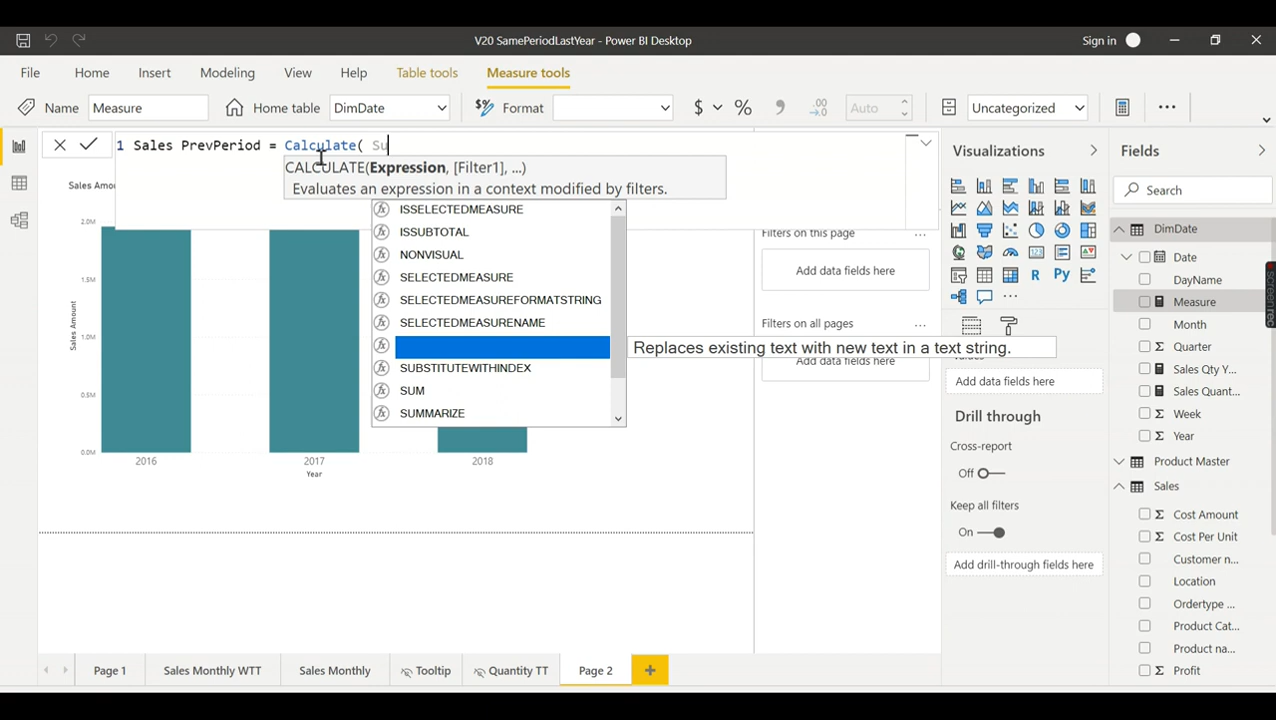 V20 SamePeriodLastYear - Power BI Desktop
Sign in
File
Home
Insert
Modeling
View
Help
Table tools
Measure tools
Name
Measure
Home table
DimDate
Format
$
%
Auto
Uncategorized
1 Sales PrevPeriod = Calculate( Su
CALCULATE(Expression, [Filter1], ...)
Evaluates an expression in a context modified by filters.
ISSELECTEDMEASURE
ISSUBTOTAL
NONVISUAL
SELECTEDMEASURE
SELECTEDMEASUREFORMATSTRING
SELECTEDMEASURENAME
Replaces existing text with new text in a text string.
SUBSTITUTEWITHINDEX
SUM
SUMMARIZE
Sales Amo
2.0M
1.5M
1.0M
0.5M
0.0M
Sales Amount
2016
2017
2018
Year
Filters on this page
...
Add data fields here
Filters on all pages
...
Add data fields here
Visualizations
R
Py
...
Add data fields here
Drill through
Cross-report
Off
Keep all filters
On
Add drill-through fields here
Fields
Search
DimDate
Date
DayName
Measure
Month
Quarter
Sales Qty Y...
Sales Quant...
Week
Year
Product Master
Sales
Cost Amount
Cost Per Unit
Customer n...
Location
Ordertype ...
Product Cat...
Product na...
Profit
screen rec
Page 1
Sales Monthly WTT
Sales Monthly
Tooltip
Quantity TT
Page 2
+